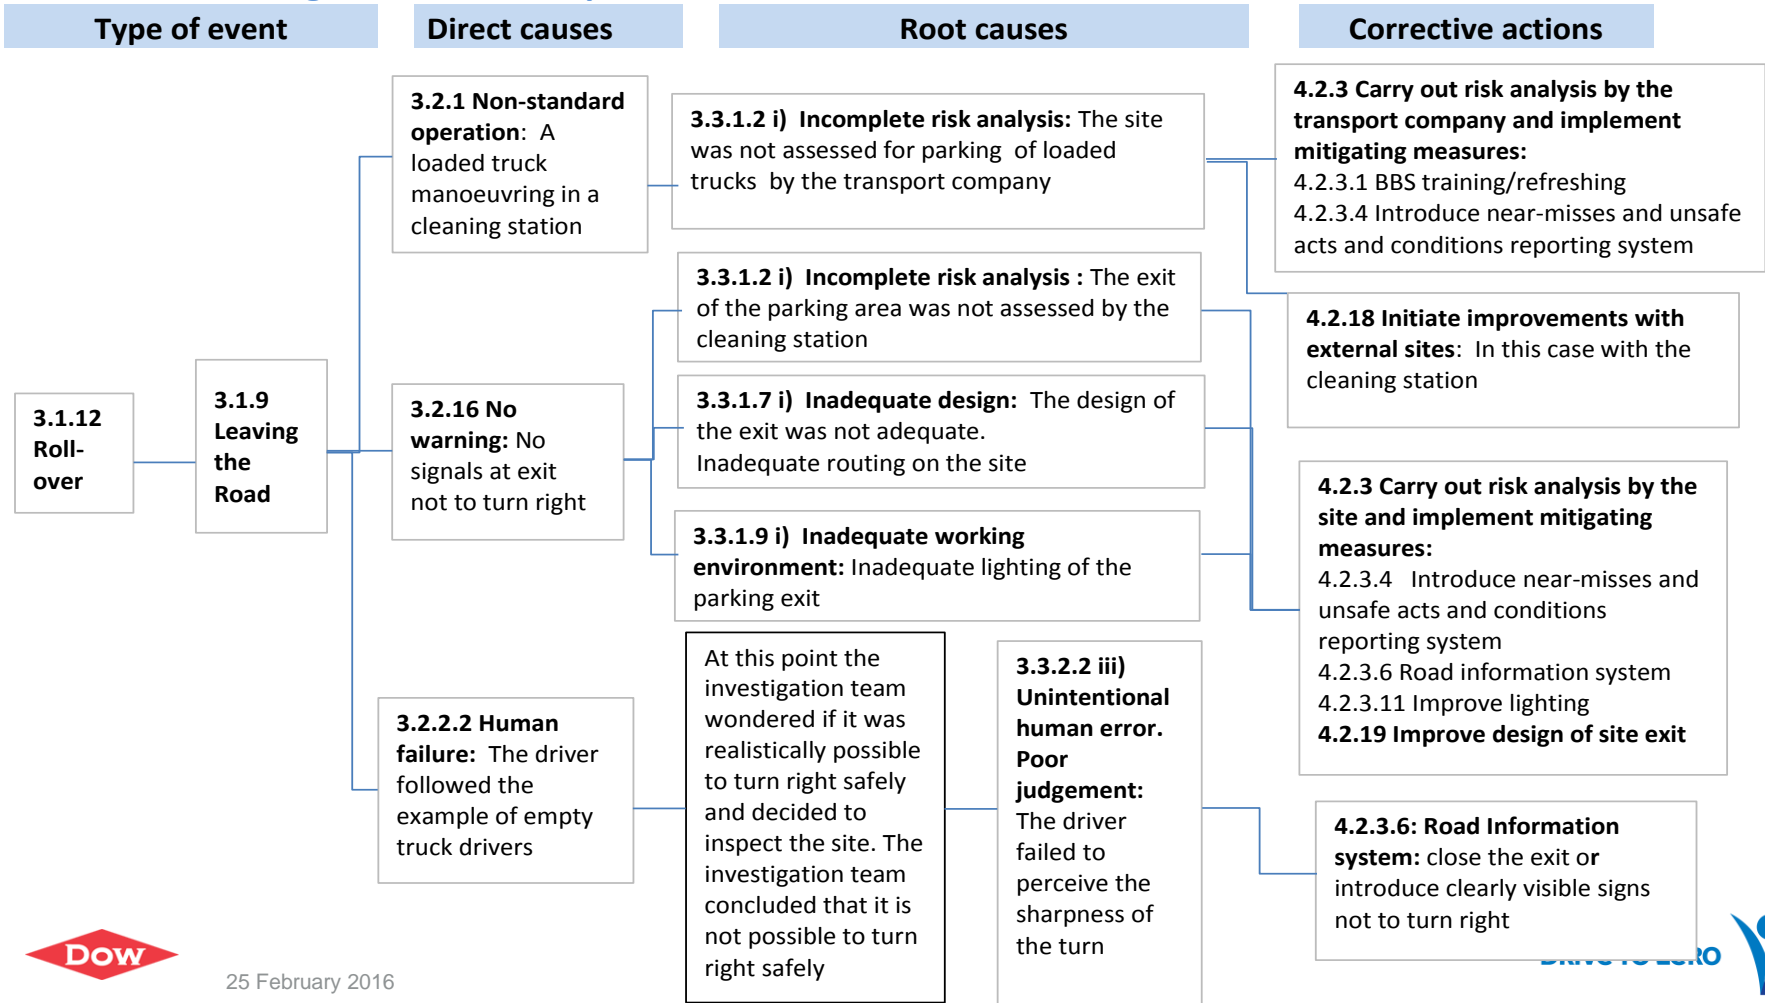 Type of event
Direct causes
Root causes
Corrective actions
3.1.12
Roll-
over
3.1.9
Leaving
the
Road
3.2.1 Non-standard
operation: A
loaded truck
manoeuvring in a
cleaning station
3.2.16 No
warning: No
signals at exit
not to turn right
3.2.2.2 Human
failure: The driver
followed the
example of empty
truck drivers
3.3.1.2 i) Incomplete risk analysis: The site
was not assessed for parking of loaded
trucks by the transport company
3.3.1.2 i) Incomplete risk analysis : The exit
of the parking area was not assessed by the
cleaning station
3.3.1.7 i) Inadequate design: The design of
the exit was not adequate.
Inadequate routing on the site
3.3.1.9 i) Inadequate working
environment: Inadequate lighting of the
parking exit
At this point the
investigation team
wondered if it was
realistically possible
to turn right safely
and decided to
inspect the site. The
investigation team
concluded that it is
not possible to turn
right safely
3.3.2.2 iii)
Unintentional
human error.
Poor
judgement:
The driver
failed to
perceive the
sharpness of
the turn
4.2.3 Carry out risk analysis by the
transport company and implement
mitigating measures:
4.2.3.1 BBS training/refreshing
4.2.3.4 Introduce near-misses and unsafe
acts and conditions reporting system
4.2.18 Initiate improvements with
external sites: In this case with the
cleaning station
4.2.3 Carry out risk analysis by the
site and implement mitigating
measures:
4.2.3.4 Introduce near-misses and
unsafe acts and conditions
reporting system
4.2.3.6 Road information system
4.2.3.11 Improve lighting
4.2.19 Improve design of site exit
4.2.3.6: Road Information
system: close the exit or
introduce clearly visible signs
not to turn right
Dow
25 February 2016